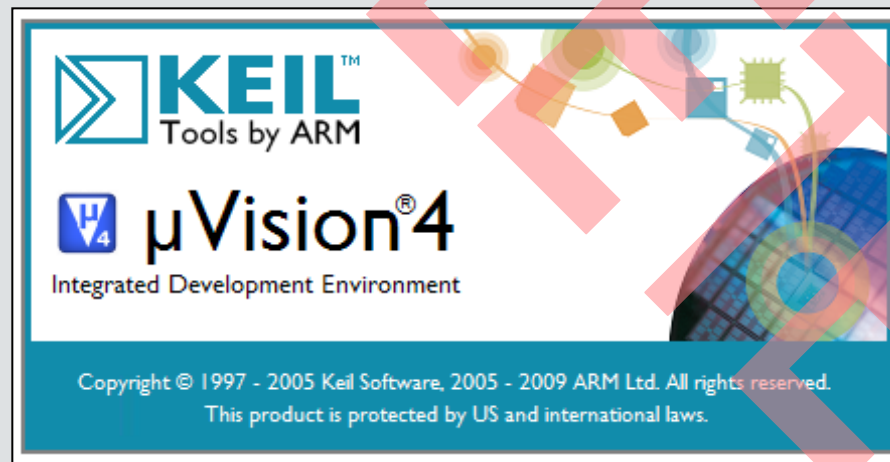 KEIL™
Tools by ARM
μVision®4
Integrated Development Environment
Copyright © 1997 - 2005 Keil Software, 2005 - 2009 ARM Ltd. All rights reserved.
This product is protected by US and international laws.